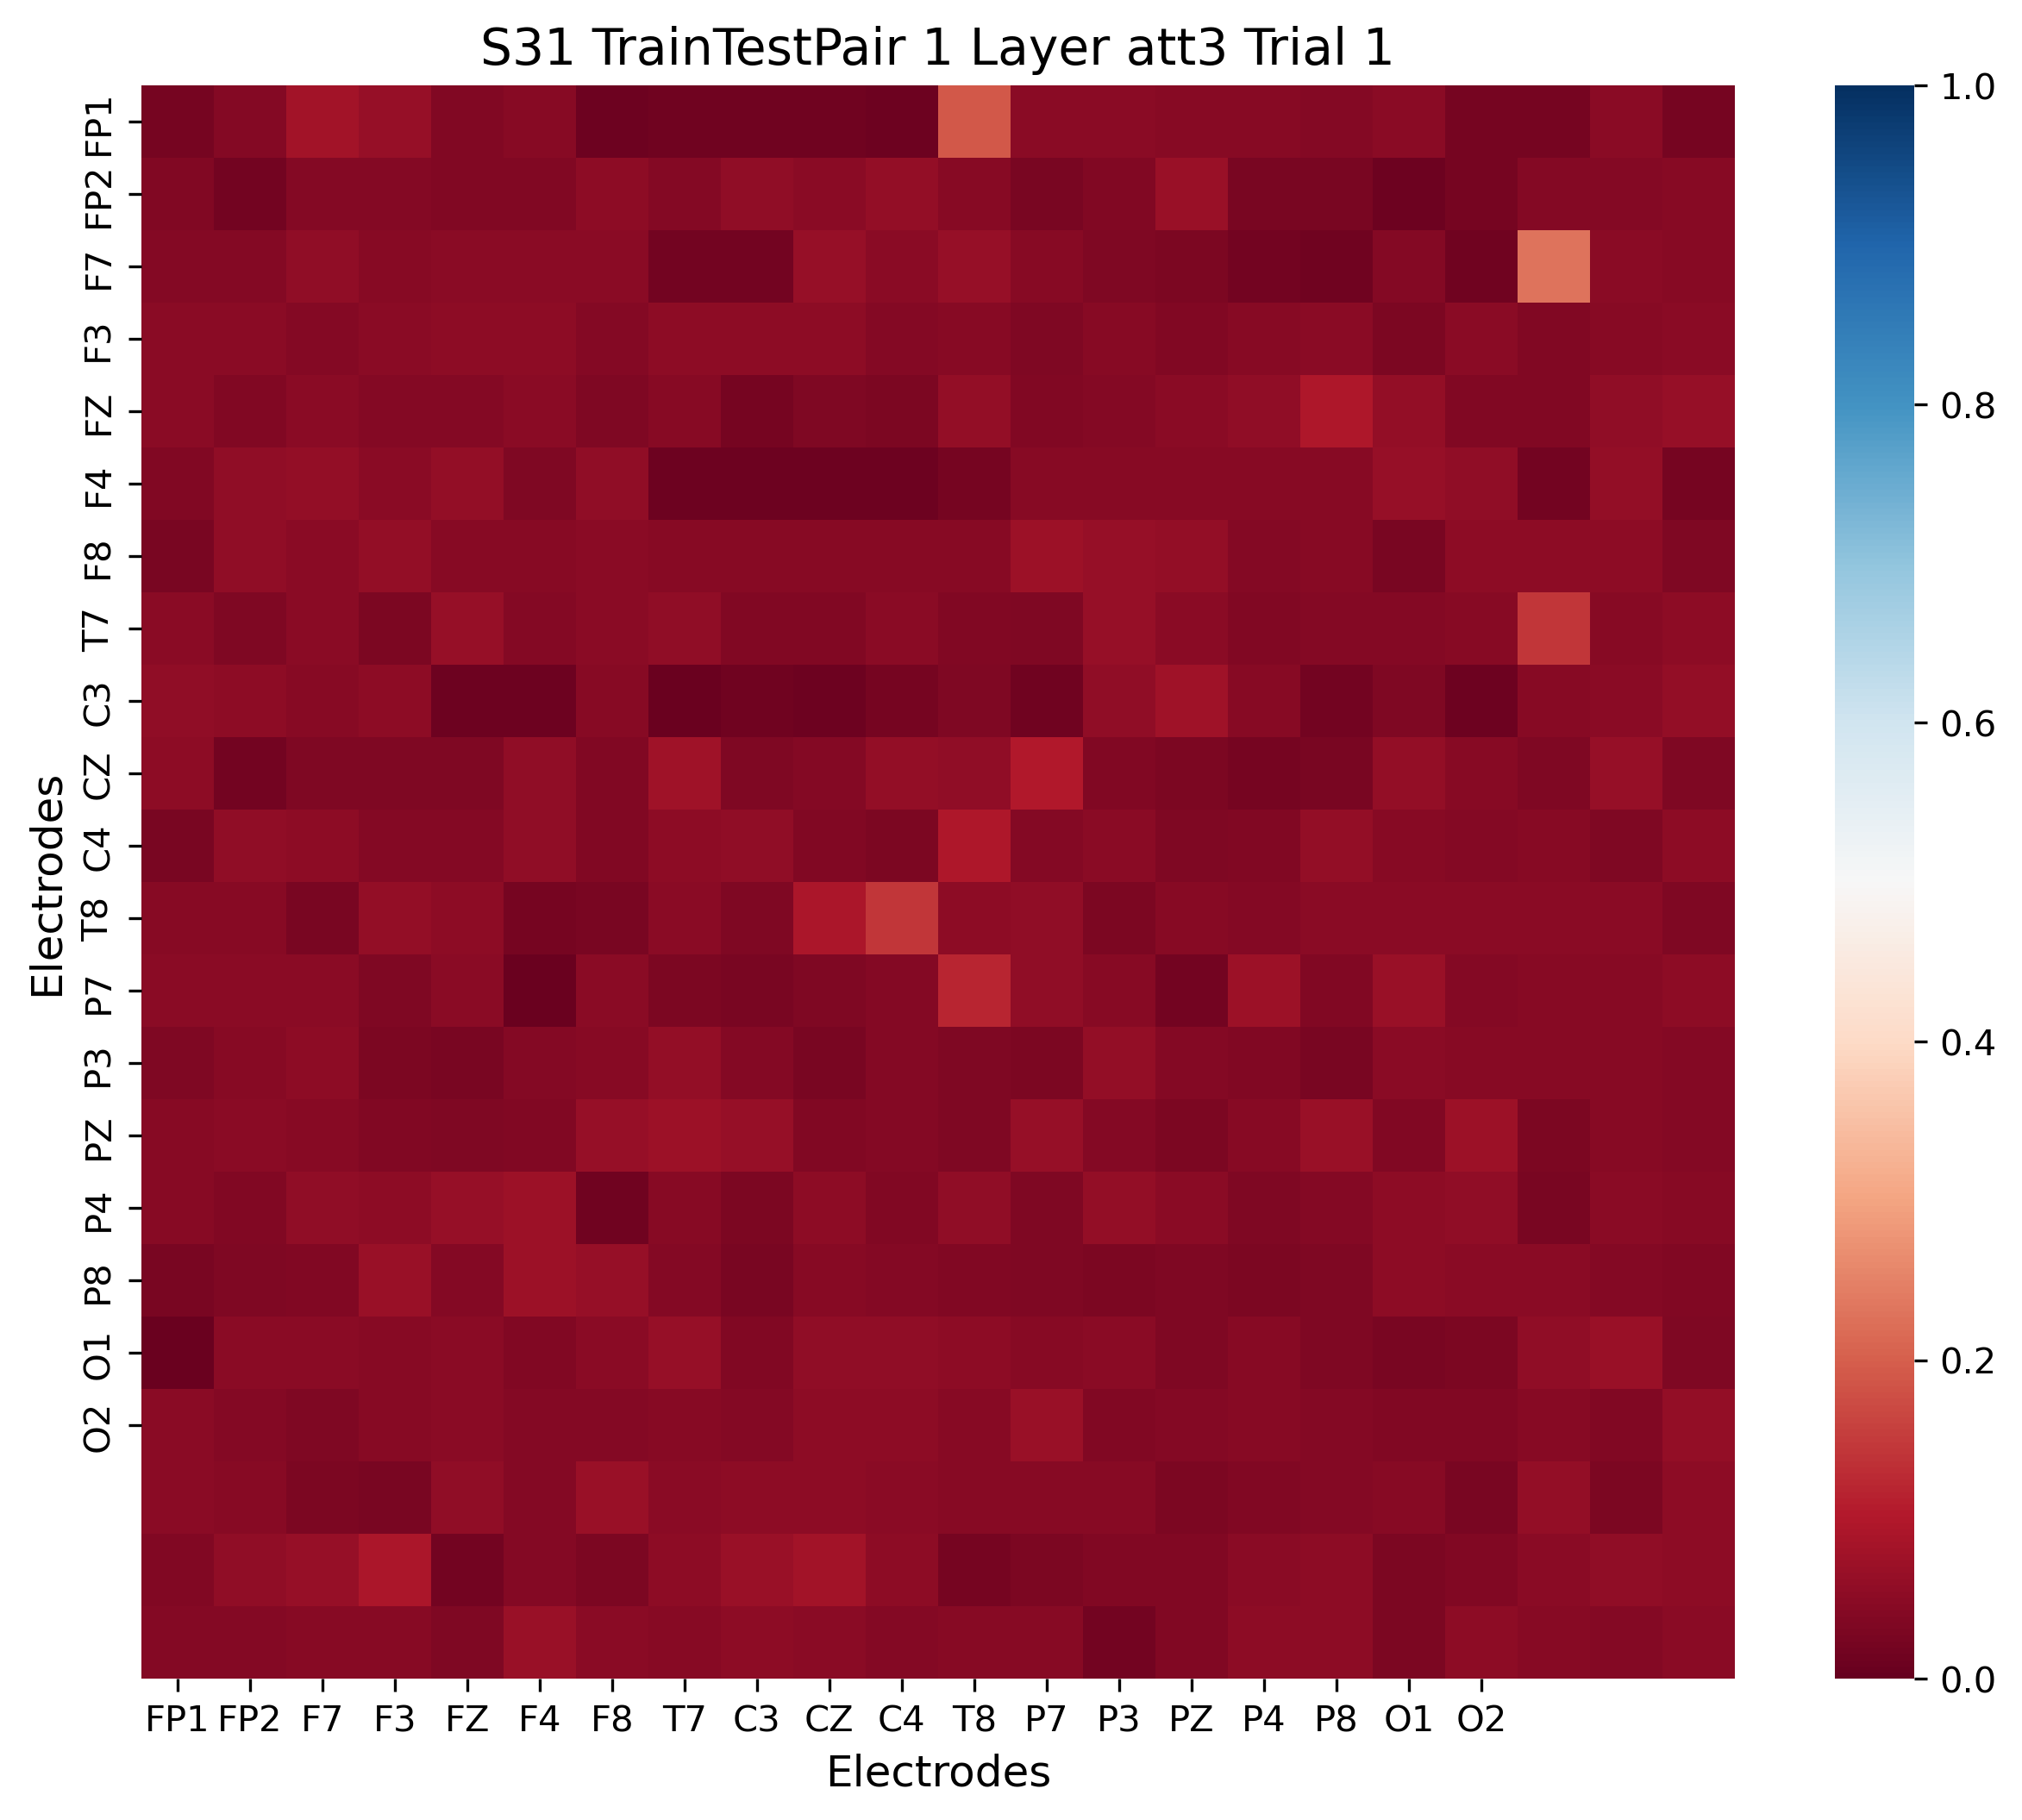 S31 TrainTestPair 1 Layer att3 Trial 1
Electrodes
FP1
FP2
F7
F3
FZ
F4
F8
T7
C3
CZ
C4
T8
P7
P3
PZ
P4
P8
O1
O2
FP1 FP2 F7 F3 FZ F4 F8 T7 C3 CZ C4 T8 P7 P3 PZ P4 P8 O1 O2
Electrodes
1.0
0.8
0.6
0.4
0.2
0.0